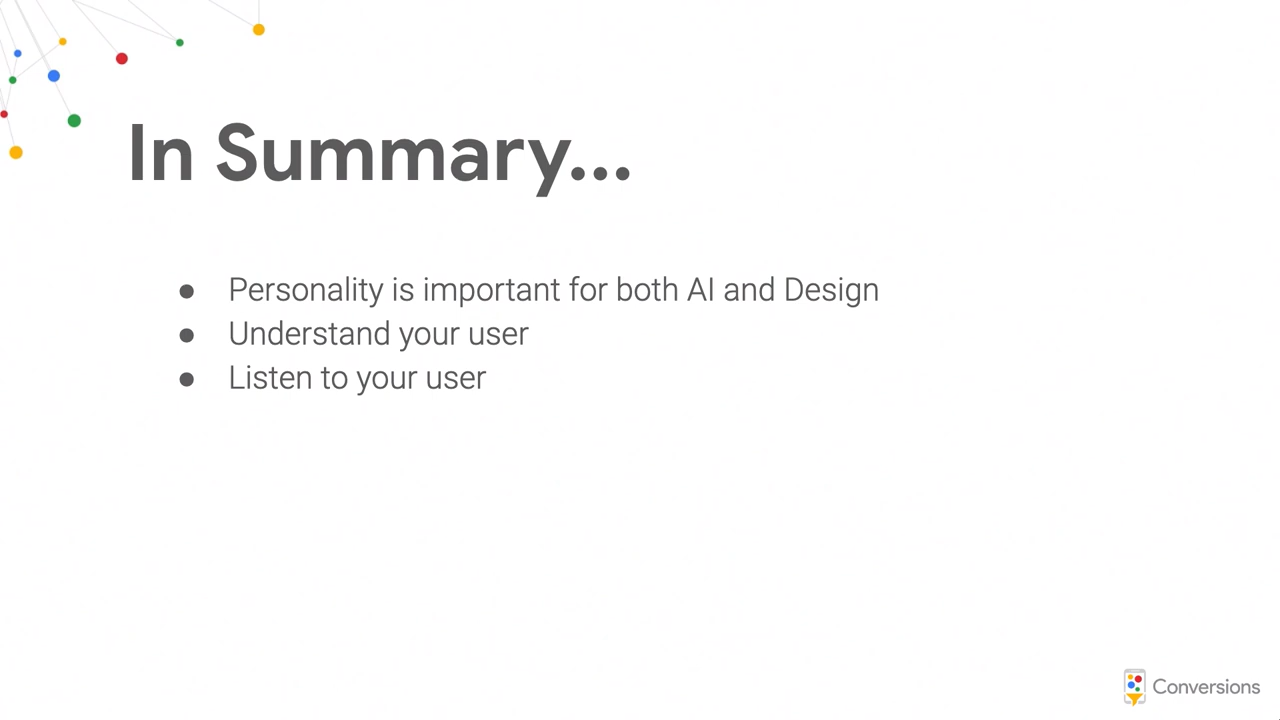 In Summary...
● Personality is important for both AI and Design
● Understand your user
● Listen to your user
Conversions